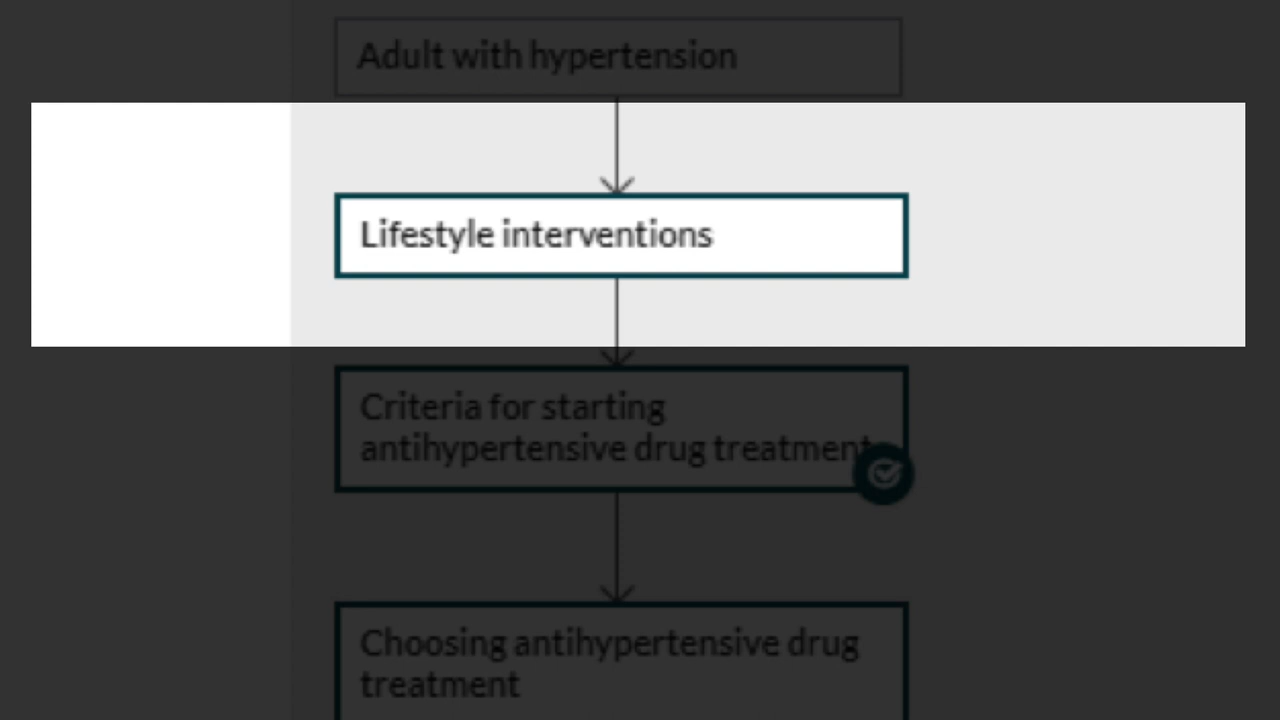 Adult with hypertension
Lifestyle interventions
Criteria for starting
antihypertensive drug treatment
Choosing antihypertensive drug
treatment